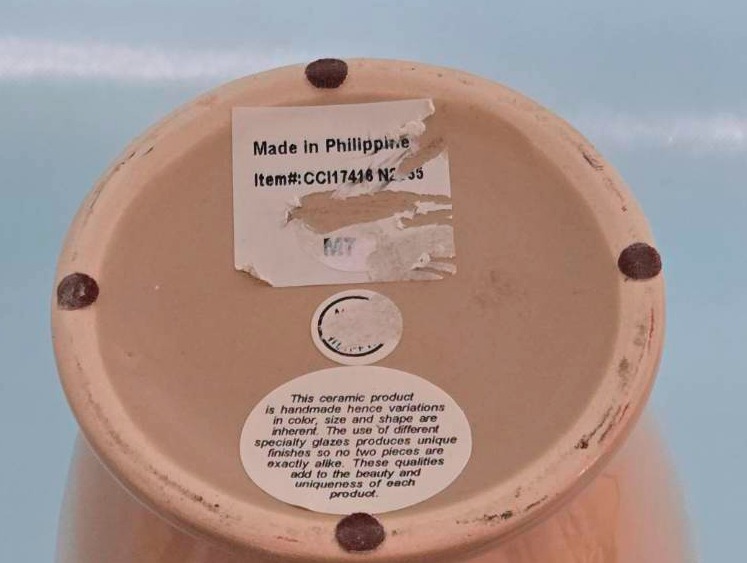 Made in Philippine
Item#:CCI17416
MT
This ceramic product
is handmade hence variations
in color, size and shape are
inherent. The use of different
specialty glazes produces unique
finishes so no two pieces are
exactly alike. These qualities
add to the beauty and
uniqueness of each
product.